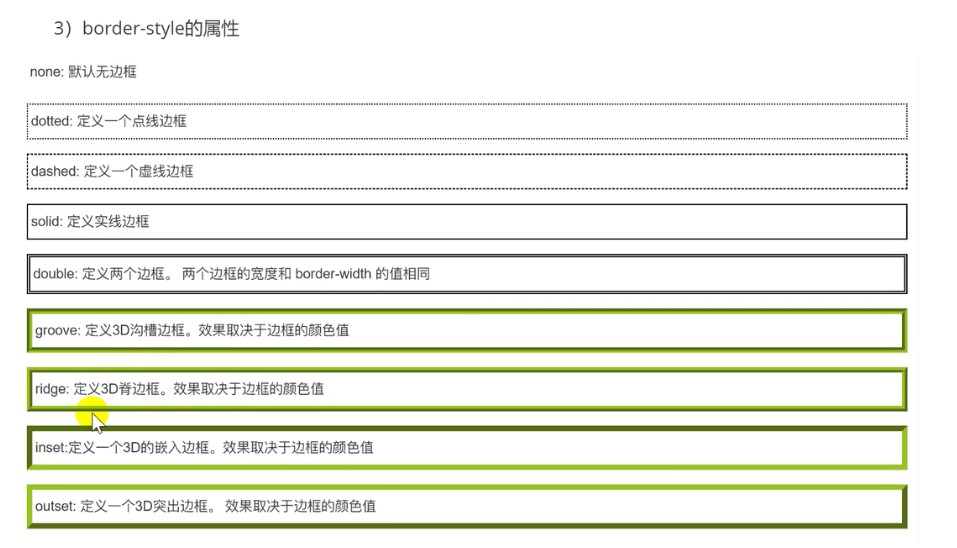 3）border-style的属性
none: 默认无边框
dotted: 定义一个点线边框
dashed: 定义一个虚线边框
solid: 定义实线边框
double: 定义两个边框。 两个边框的宽度和 border-width 的值相同
groove: 定义3D沟槽边框。效果取决于边框的颜色值
ridge: 定义3D脊边框。效果取决于边框的颜色值
inset:定义一个3D的嵌入边框。效果取决于边框的颜色值
outset: 定义一个3D突出边框。 效果取决于边框的颜色值